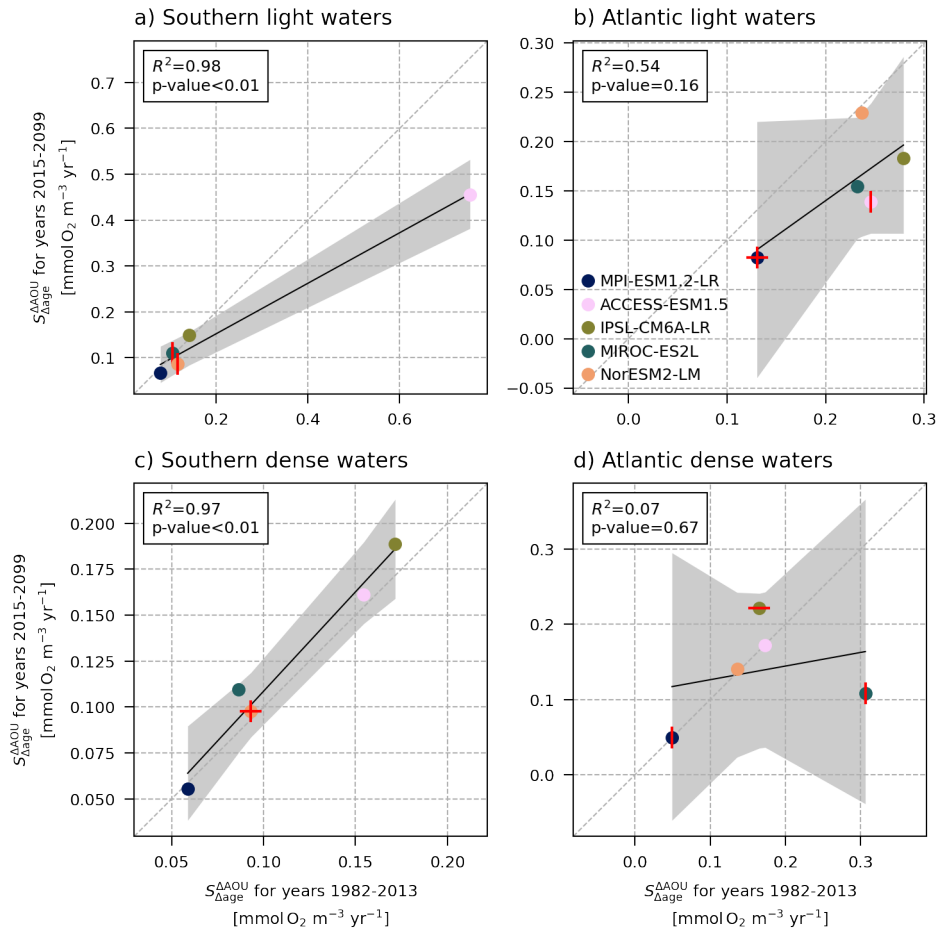 a) Southern light waters
R²=0.98
p-value<0.01
0.7
0.6
0.5
0.4
0.3
0.2
0.1
0.2
0.4
0.6
S^{ΔAOU}_{Δage} for years 2015-2099
[mmol O₂ m⁻³ yr⁻¹]
b) Atlantic light waters
R²=0.54
p-value=0.16
0.30
0.25
0.20
0.15
0.10
0.05
0.00
−0.05
MPI-ESM1.2-LR
ACCESS-ESM1.5
IPSL-CM6A-LR
MIROC-ES2L
NorESM2-LM
0.0
0.1
0.2
0.3
c) Southern dense waters
R²=0.97
p-value<0.01
0.200
0.175
0.150
0.125
0.100
0.075
0.050
0.05
0.10
0.15
0.20
S^{ΔAOU}_{Δage} for years 2015-2099
[mmol O₂ m⁻³ yr⁻¹]
S^{ΔAOU}_{Δage} for years 1982-2013
[mmol O₂ m⁻³ yr⁻¹]
d) Atlantic dense waters
R²=0.07
p-value=0.67
0.3
0.2
0.1
0.0
0.0
0.1
0.2
0.3
S^{ΔAOU}_{Δage} for years 1982-2013
[mmol O₂ m⁻³ yr⁻¹]